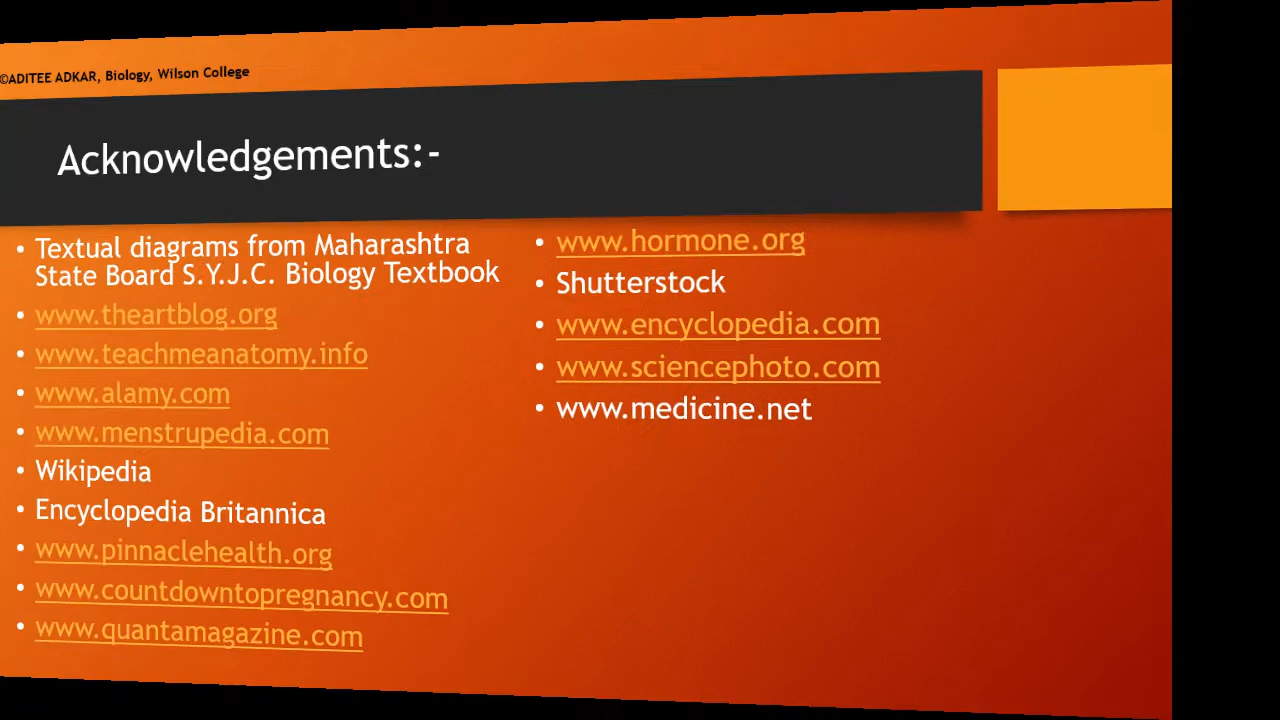 ©ADITEE ADKAR, Biology, Wilson College
Acknowledgements:-
• Textual diagrams from Maharashtra
State Board S.Y.J.C. Biology Textbook
• www.theartblog.org
• www.teachmeanatomy.info
• www.alamy.com
• www.menstrupedia.com
• Wikipedia
• Encyclopedia Britannica
• www.pinnaclehealth.org
• www.countdowntopregnancy.com
• www.quantamagazine.com
• www.hormone.org
• Shutterstock
• www.encyclopedia.com
• www.sciencephoto.com
• www.medicine.net